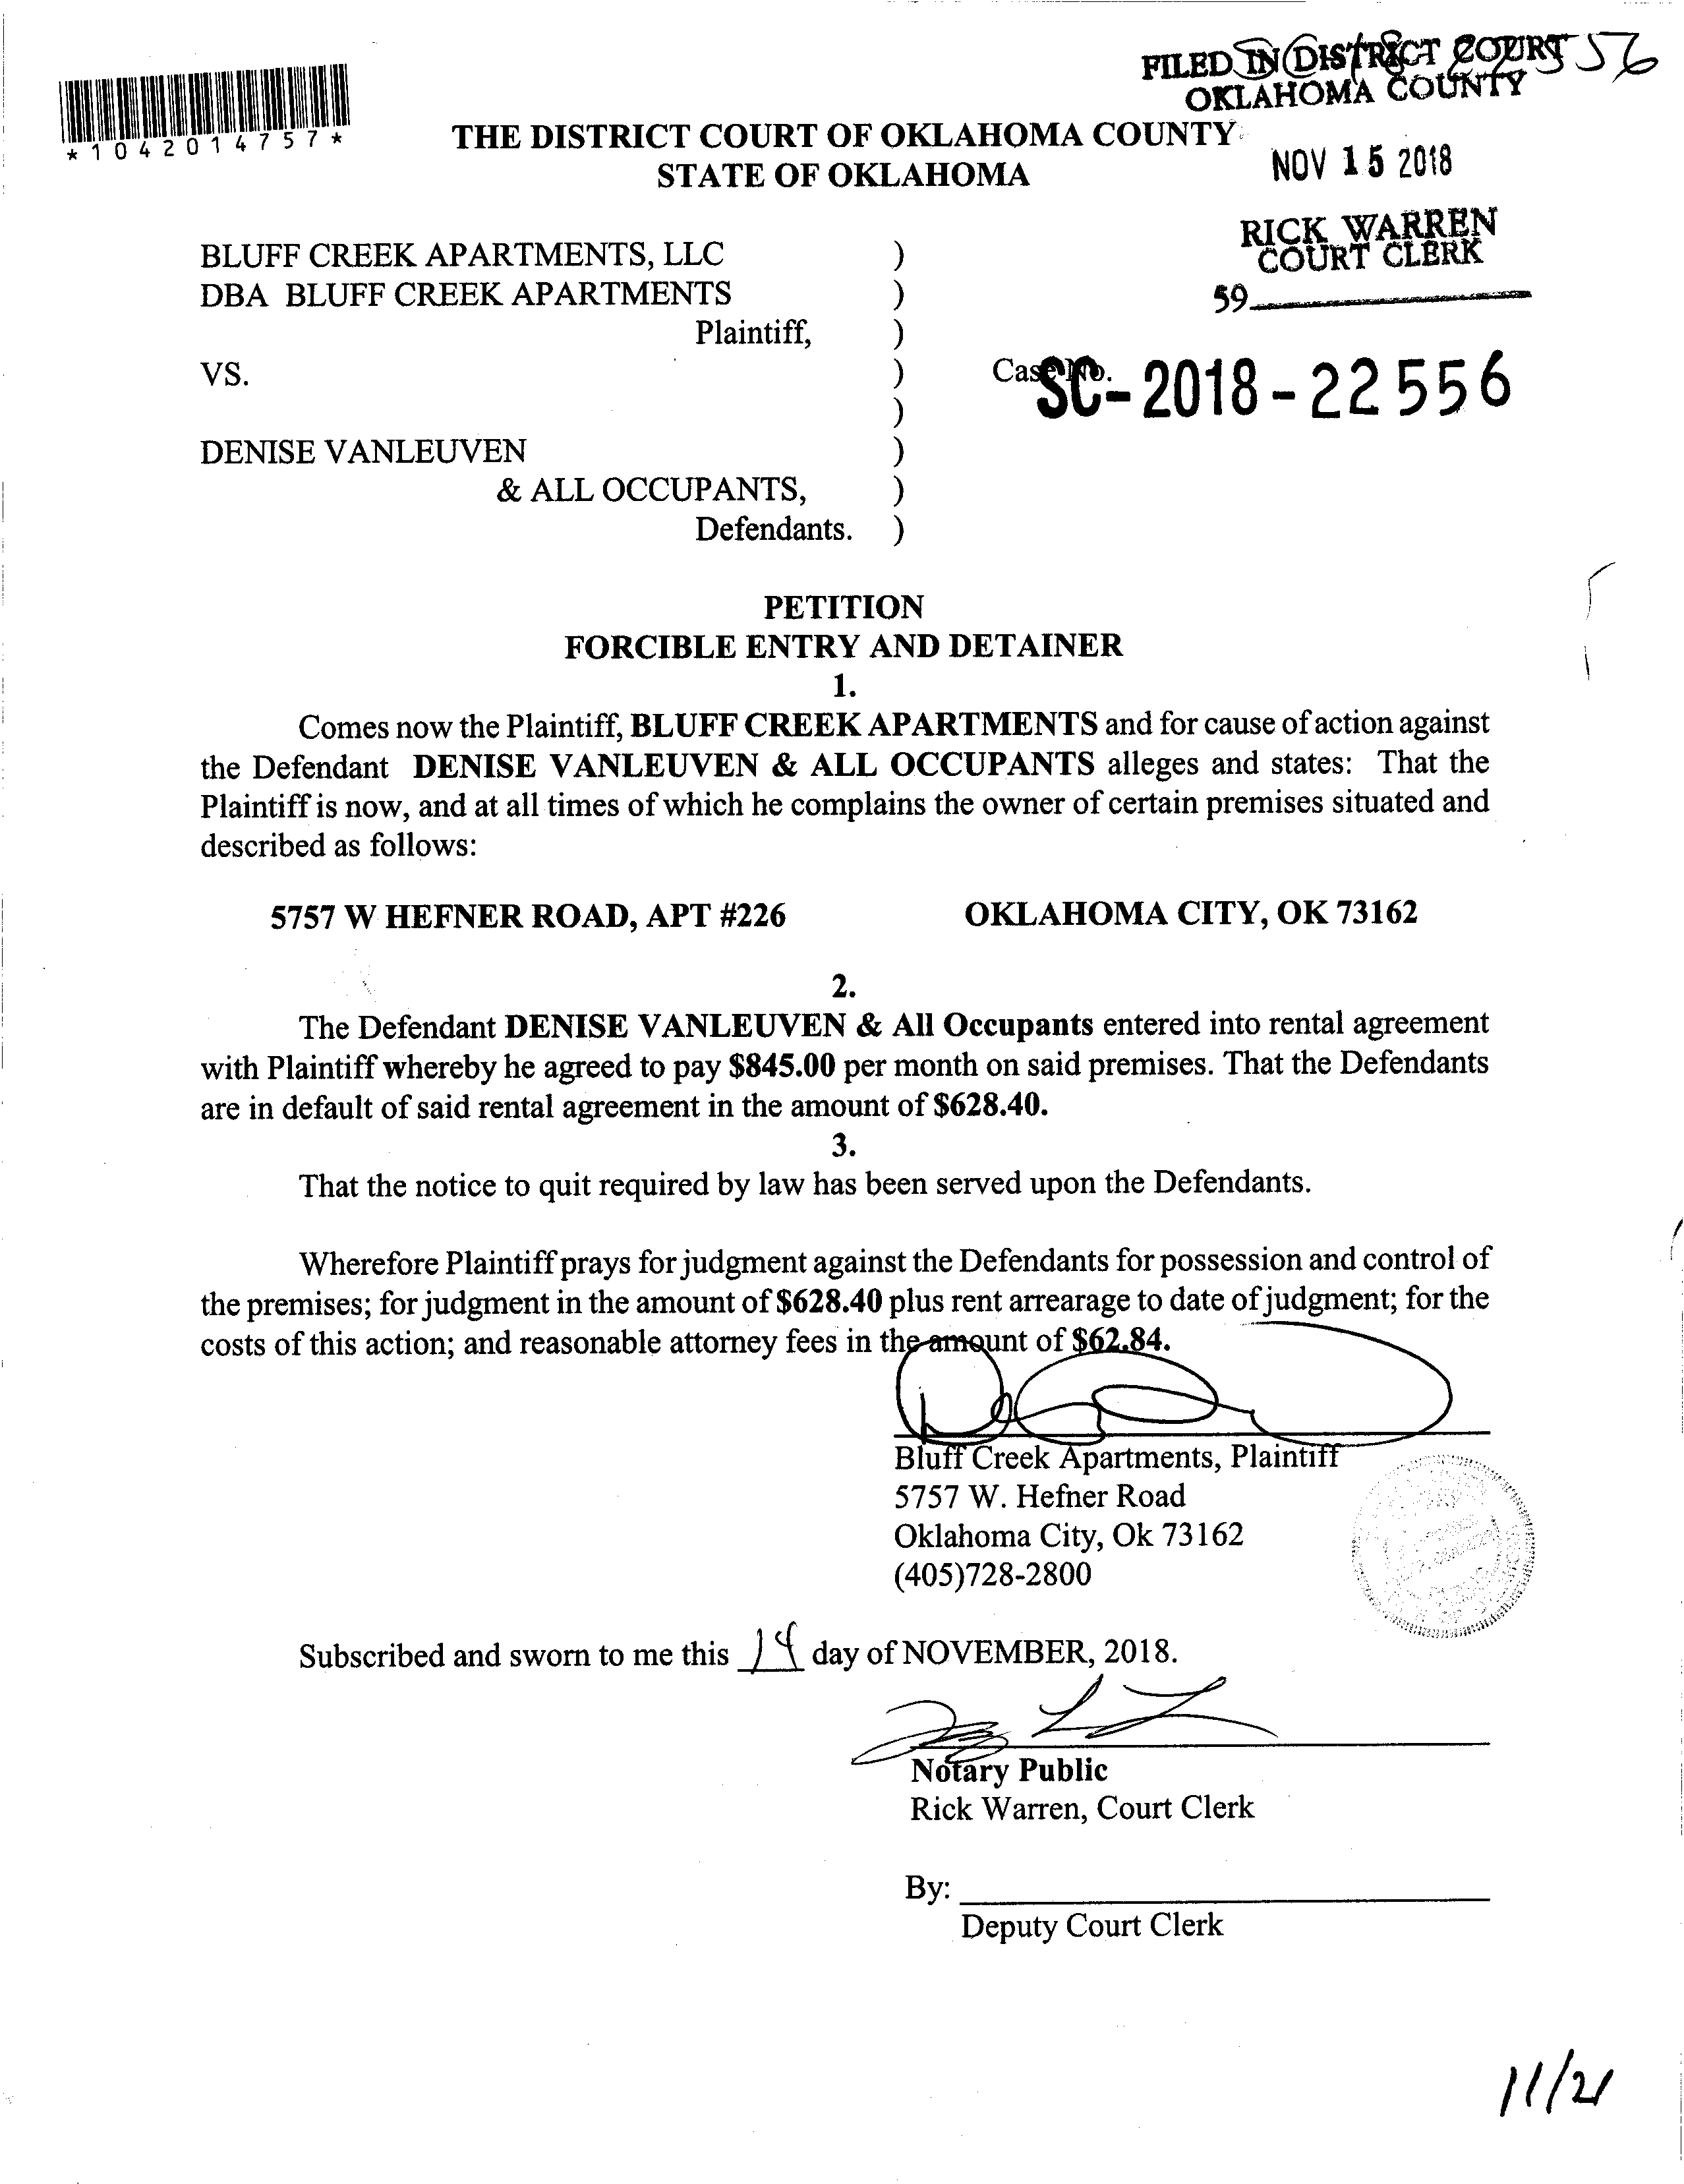 FILED IN DISTRICT COURT
OKLAHOMA COUNTY
*1042014757*
THE DISTRICT COURT OF OKLAHOMA COUNTY
STATE OF OKLAHOMA
NOV 15 2018
RICK WARREN
COURT CLERK
59
BLUFF CREEK APARTMENTS, LLC )
DBA BLUFF CREEK APARTMENTS )
Plaintiff, )
VS. ) Case No. SC-2018-22556
)
DENISE VANLEUVEN )
& ALL OCCUPANTS, )
Defendants. )
PETITION
FORCIBLE ENTRY AND DETAINER
1.
Comes now the Plaintiff, BLUFF CREEK APARTMENTS and for cause of action against
the Defendant DENISE VANLEUVEN & ALL OCCUPANTS alleges and states: That the
Plaintiff is now, and at all times of which he complains the owner of certain premises situated and
described as follows:
5757 W HEFNER ROAD, APT #226 OKLAHOMA CITY, OK 73162
2.
The Defendant DENISE VANLEUVEN & All Occupants entered into rental agreement
with Plaintiff whereby he agreed to pay $845.00 per month on said premises. That the Defendants
are in default of said rental agreement in the amount of $628.40.
3.
That the notice to quit required by law has been served upon the Defendants.
Wherefore Plaintiff prays for judgment against the Defendants for possession and control of
the premises; for judgment in the amount of $628.40 plus rent arrearage to date of judgment; for the
costs of this action; and reasonable attorney fees in the amount of $62.84.
Bluff Creek Apartments, Plaintiff
5757 W. Hefner Road
Oklahoma City, Ok 73162
(405)728-2800
Subscribed and sworn to me this 14 day of NOVEMBER, 2018.
Notary Public
Rick Warren, Court Clerk
By:
Deputy Court Clerk
11/21